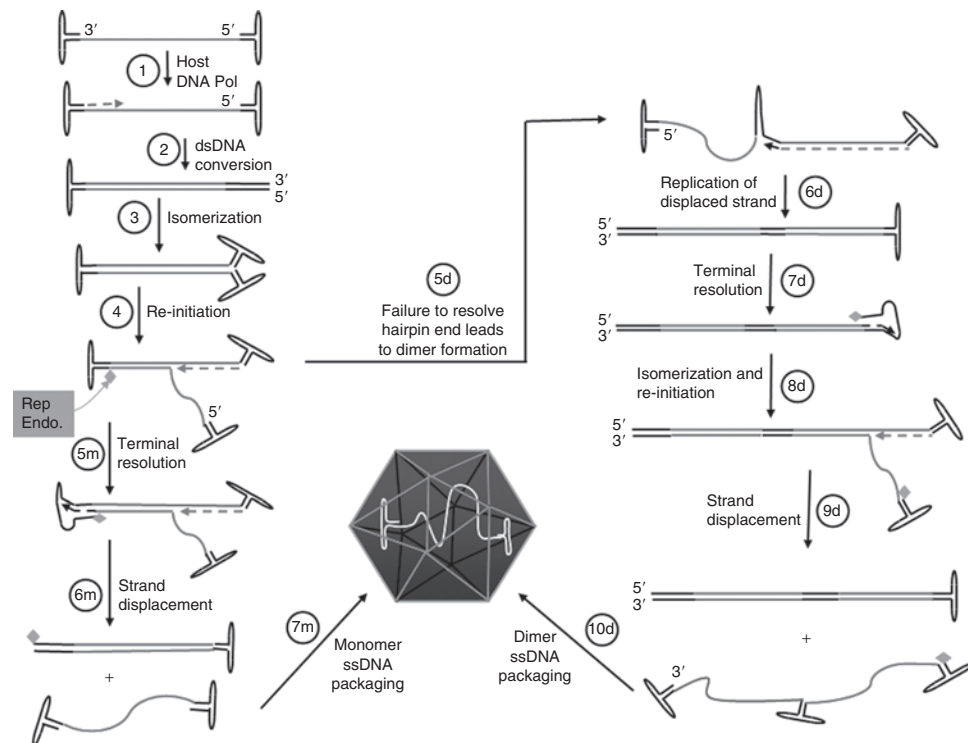 3′ 5′
1 Host
DNA Pol
5′
2 dsDNA
conversion
3′
5′
3 Isomerization
4 Re-initiation
Rep
Endo.
5′
5m Terminal
resolution
6m Strand
displacement
+
7m Monomer
ssDNA
packaging
5d
Failure to resolve
hairpin end leads
to dimer formation
5′
Replication of
displaced strand
6d
5′
3′
Terminal
resolution
7d
5′
3′
Isomerization and
re-initiation
8d
5′
3′
Strand
displacement
9d
5′
3′
+
3′
10d
Dimer
ssDNA
packaging